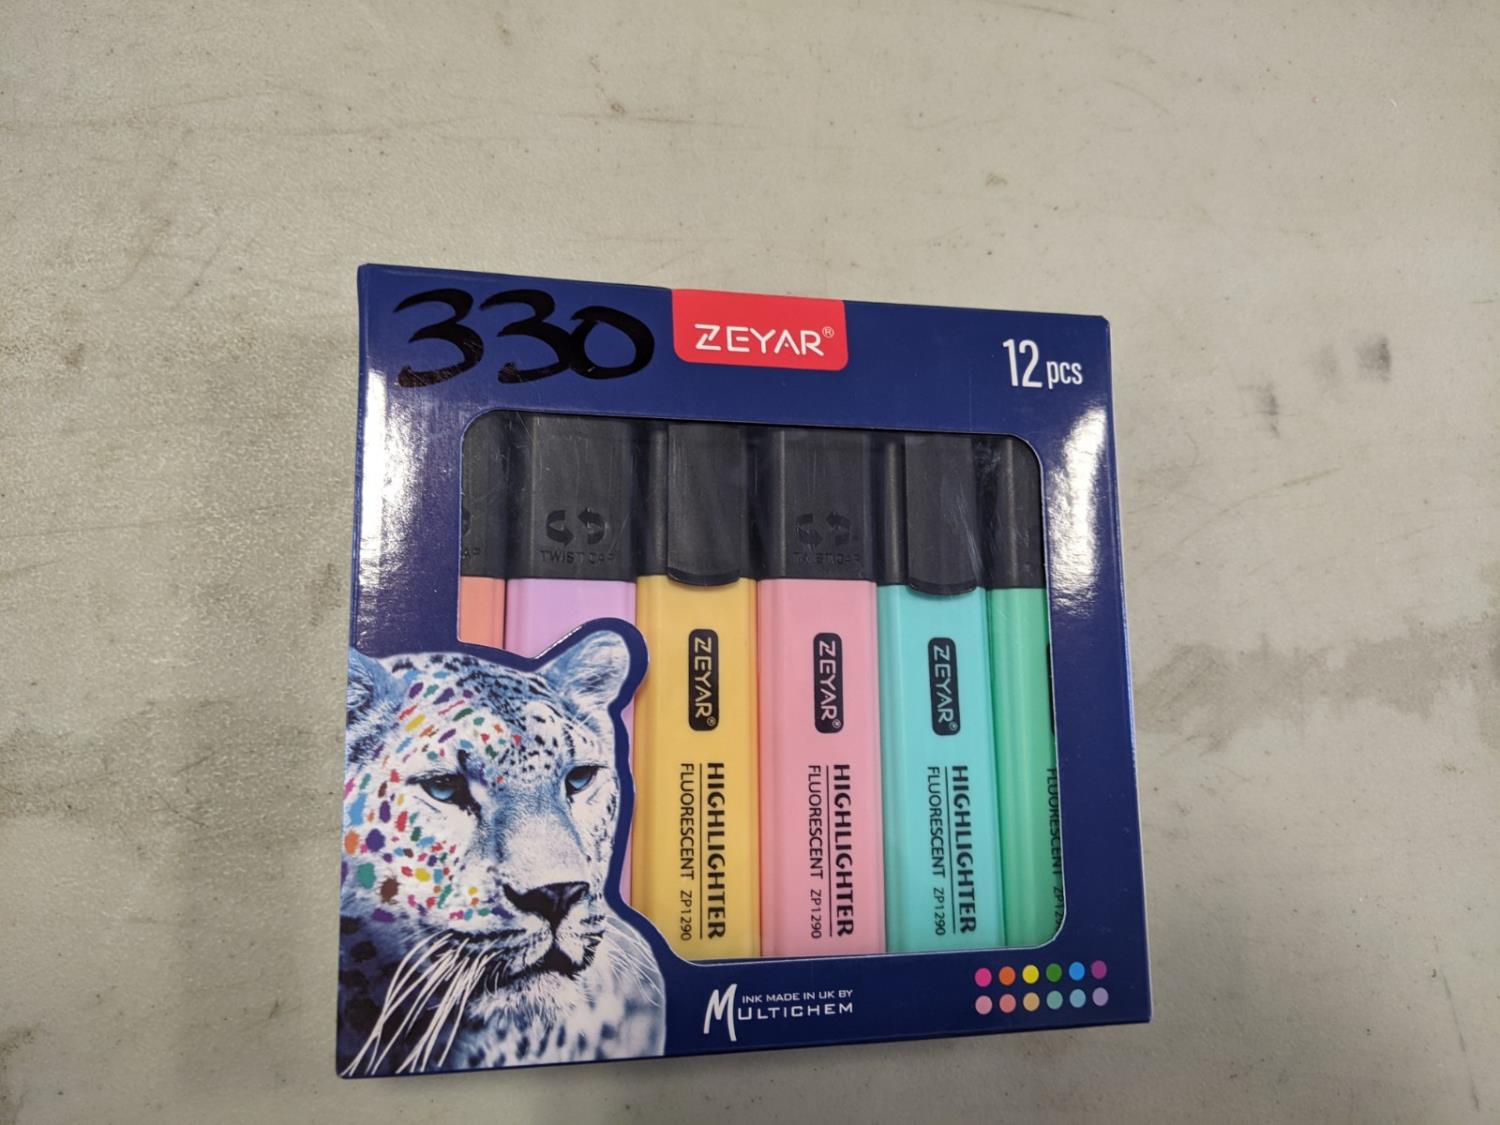 330
ZEYAR®
12 pcs
TWIST CAP
ZEYAR®
HIGHLIGHTER
FLUORESCENT ZP1290
ZEYAR®
HIGHLIGHTER
FLUORESCENT ZP1290
ZEYAR®
HIGHLIGHTER
FLUORESCENT ZP1290
FLUORESCENT
INK MADE IN UK BY
MULTICHEM